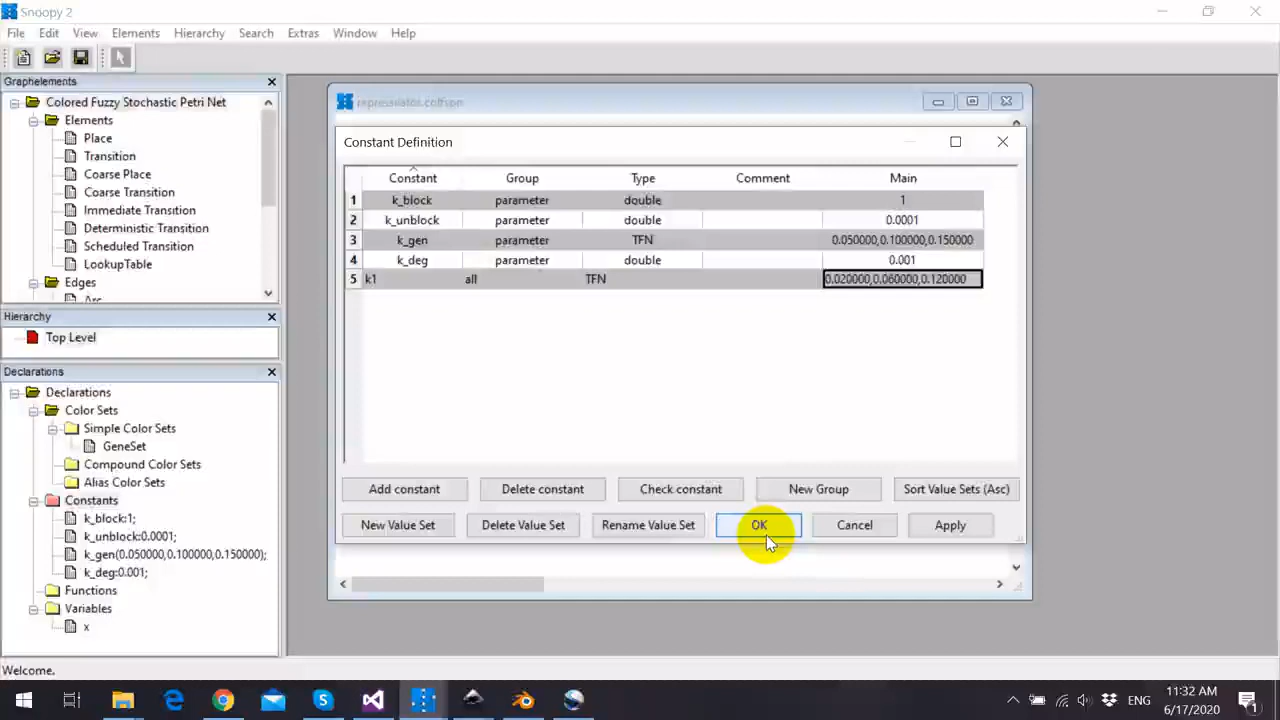 Snoopy 2
File Edit View Elements Hierarchy Search Extras Window Help
Graphelements
Colored Fuzzy Stochastic Petri Net
Elements
Place
Transition
Coarse Place
Coarse Transition
Immediate Transition
Deterministic Transition
Scheduled Transition
LookupTable
Edges
Arc
Hierarchy
Top Level
Declarations
Declarations
Color Sets
Simple Color Sets
GeneSet
Compound Color Sets
Alias Color Sets
Constants
k_block:1;
k_unblock:0.0001;
k_gen(0.050000,0.100000,0.150000);
k_deg:0.001;
Functions
Variables
x
Constant Definition
Constant Group Type Comment Main
1 k_block parameter double 1
2 k_unblock parameter double 0.0001
3 k_gen parameter TFN 0.050000,0.100000,0.150000
4 k_deg parameter double 0.001
5 k1 all TFN 0.020000,0.060000,0.120000
Add constant Delete constant Check constant New Group Sort Value Sets (Asc)
New Value Set Delete Value Set Rename Value Set OK Cancel Apply
Welcome.
ENG
11:32 AM
6/17/2020